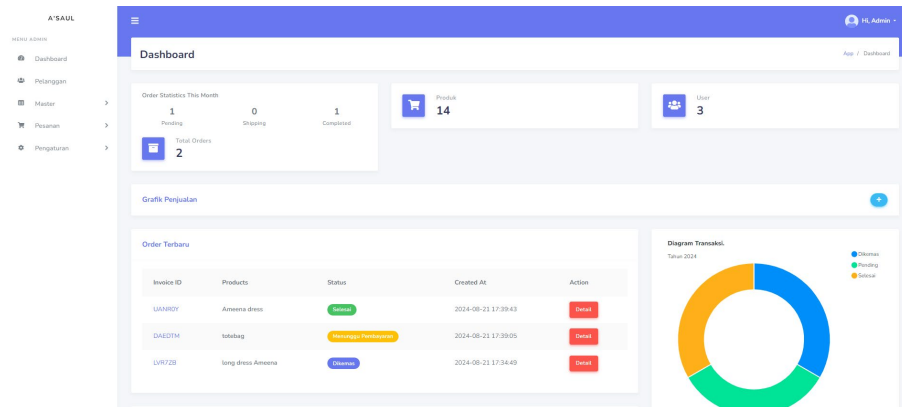 A'SAUL
Hi, Admin
MENU ADMIN
Dashboard
Pelanggan
Master
Pesanan
Pengaturan
Dashboard
App / Dashboard
Order Statistics This Month
1 0 1
Pending Shipping Completed
Total Orders
2
Produk
14
User
3
Grafik Penjualan
Order Terbaru
Invoice ID Products Status Created At Action
UANR0Y Ameena dress Selesai 2024-08-21 17:39:43 Detail
DAEDTM totebag Menunggu Pembayaran 2024-08-21 17:39:05 Detail
LVR7ZB long dress Ameena Dikemas 2024-08-21 17:34:49 Detail
Diagram Transaksi.
Tahun 2024
Dikemas
Pending
Selesai